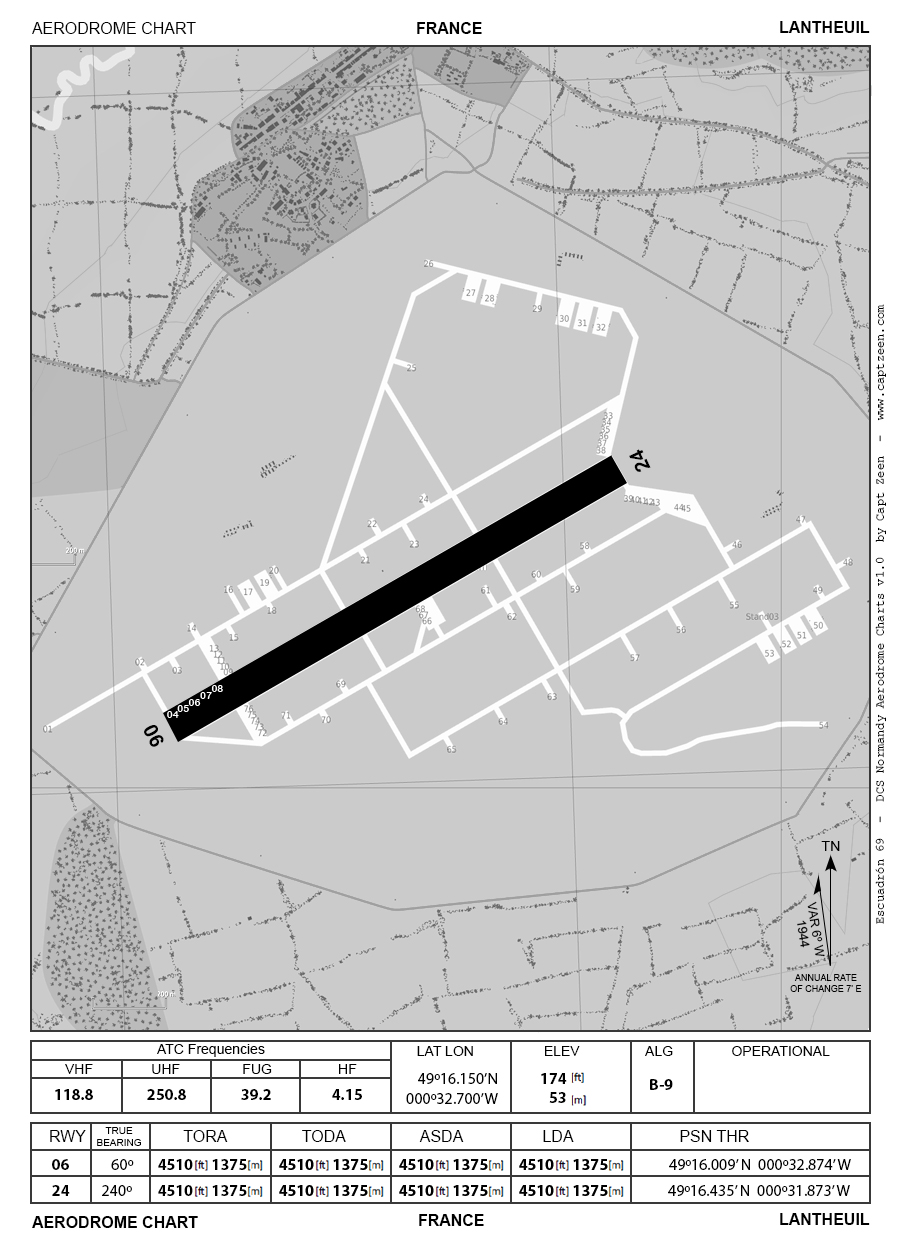 AERODROME CHART FRANCE LANTHEUIL
26
27 28
29
30 31 32
25
33
34
35
36
37
38
24
24
39 40 41 42 43
44 45
22
23
47
46
21
58
48
200 m
20
19
16 17
18
60
59
61
62
49
55
68
67
66
Stand03
50
51
52
53
56
14
15
13
12
11
10
02
03
57
69
04 05 06 07 08
63
01
06
76
75
74
73
72
71
70
64
65
54
TN
VAR 6º W
1944
ANNUAL RATE
OF CHANGE 7' E
200 m
Escuadrón 69 – DCS Normandy Aerodrome Charts v1.0 by Capt Zeen – www.captzeen.com
ATC Frequencies LAT LON ELEV ALG OPERATIONAL
VHF UHF FUG HF
118.8 250.8 39.2 4.15
49º16.150'N 174 [ft] B-9
000º32.700'W 53 [m]
RWY TRUE BEARING TORA TODA ASDA LDA PSN THR
06 60º 4510 [ft] 1375 [m] 4510 [ft] 1375 [m] 4510 [ft] 1375 [m] 4510 [ft] 1375 [m] 49º16.009'N 000º32.874'W
24 240º 4510 [ft] 1375 [m] 4510 [ft] 1375 [m] 4510 [ft] 1375 [m] 4510 [ft] 1375 [m] 49º16.435'N 000º31.873'W
AERODROME CHART FRANCE LANTHEUIL